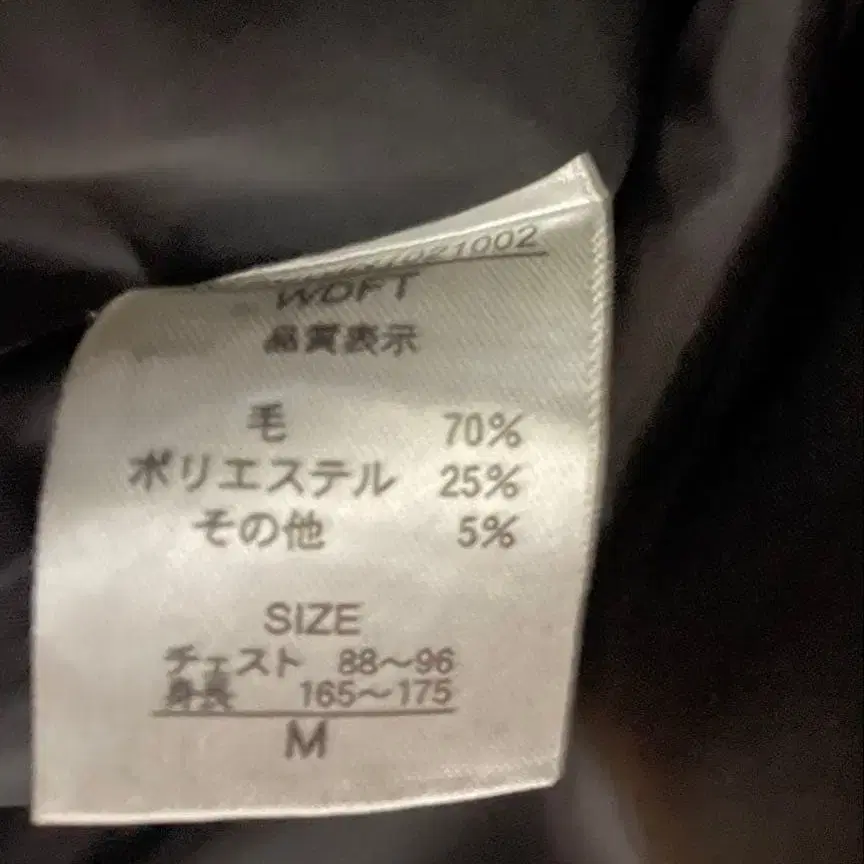 WDFT
品質表示
毛 70%
ポリエステル 25%
その他 5%
SIZE
チェスト 88～96
身長 165～175
M